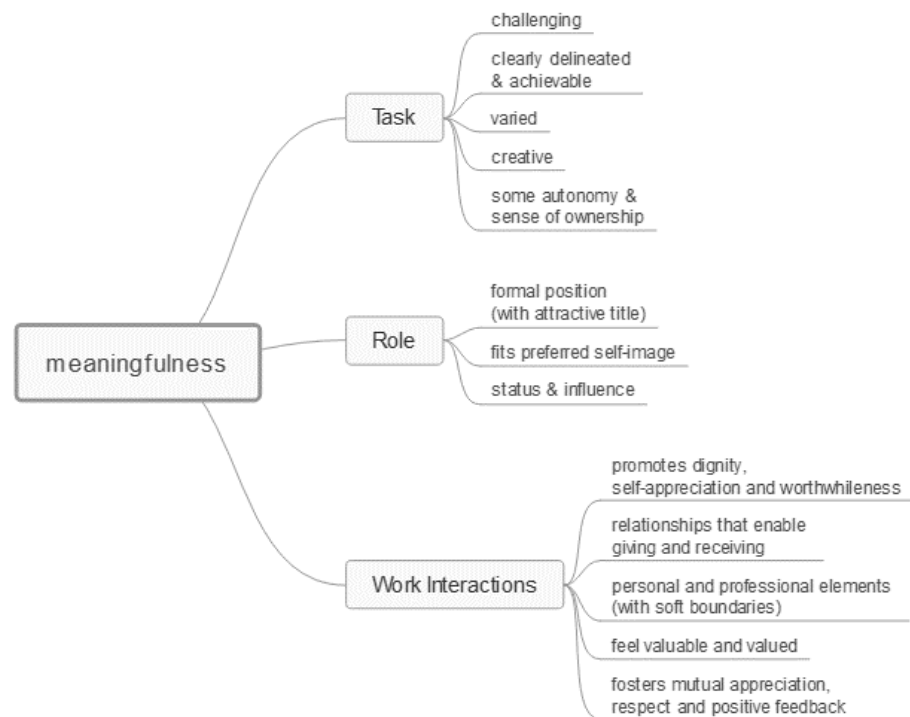 challenging
clearly delineated
& achievable
Task
varied
creative
some autonomy &
sense of ownership
formal position
(with attractive title)
meaningfulness
Role
fits preferred self-image
status & influence
promotes dignity,
self-appreciation and worthwhileness
relationships that enable
giving and receiving
Work Interactions
personal and professional elements
(with soft boundaries)
feel valuable and valued
fosters mutual appreciation,
respect and positive feedback